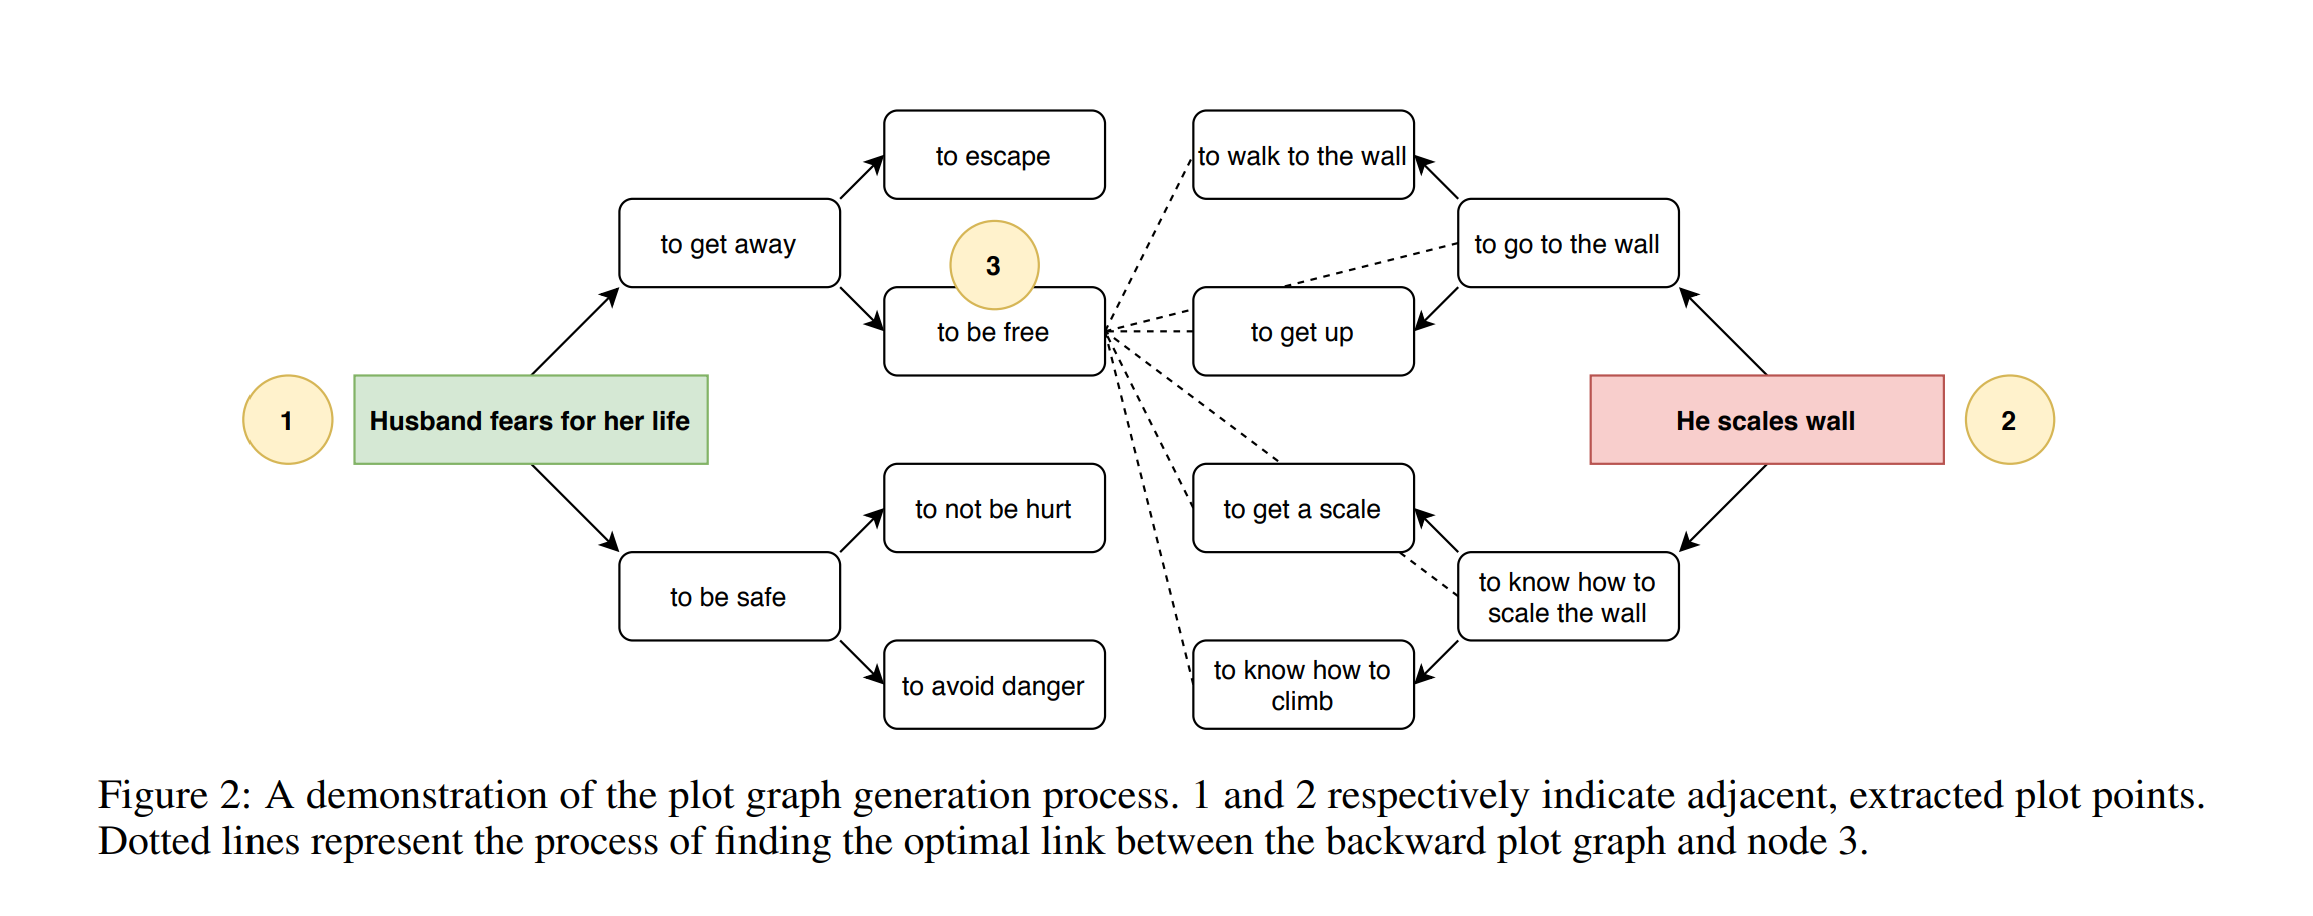 to escape
to walk to the wall
to get away
3
to go to the wall
to be free
to get up
1
Husband fears for her life
He scales wall
2
to not be hurt
to get a scale
to be safe
to know how to
scale the wall
to avoid danger
to know how to
climb
Figure 2: A demonstration of the plot graph generation process. 1 and 2 respectively indicate adjacent, extracted plot points.
Dotted lines represent the process of finding the optimal link between the backward plot graph and node 3.